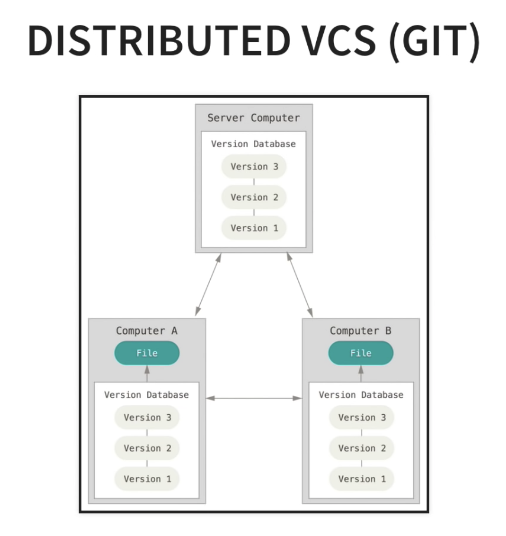 DISTRIBUTED VCS (GIT)
Server Computer
Version Database
Version 3
Version 2
Version 1
Computer A
File
Version Database
Version 3
Version 2
Version 1
Computer B
File
Version Database
Version 3
Version 2
Version 1